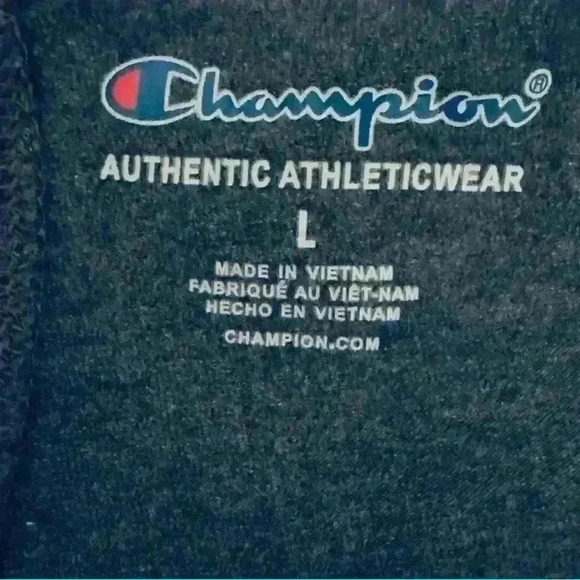 Champion®
AUTHENTIC ATHLETICWEAR
L
MADE IN VIETNAM
FABRIQUÉ AU VIÊT-NAM
HECHO EN VIETNAM
CHAMPION.COM